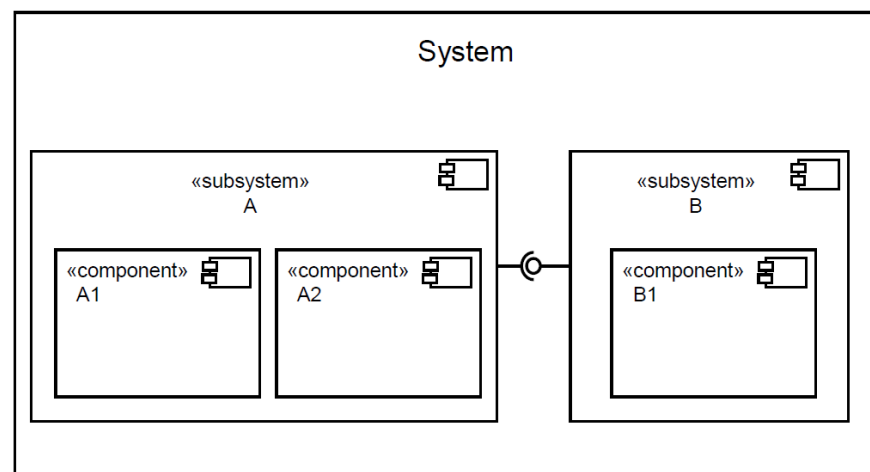 System
«subsystem»
A
«component»
A1
«component»
A2
«subsystem»
B
«component»
B1